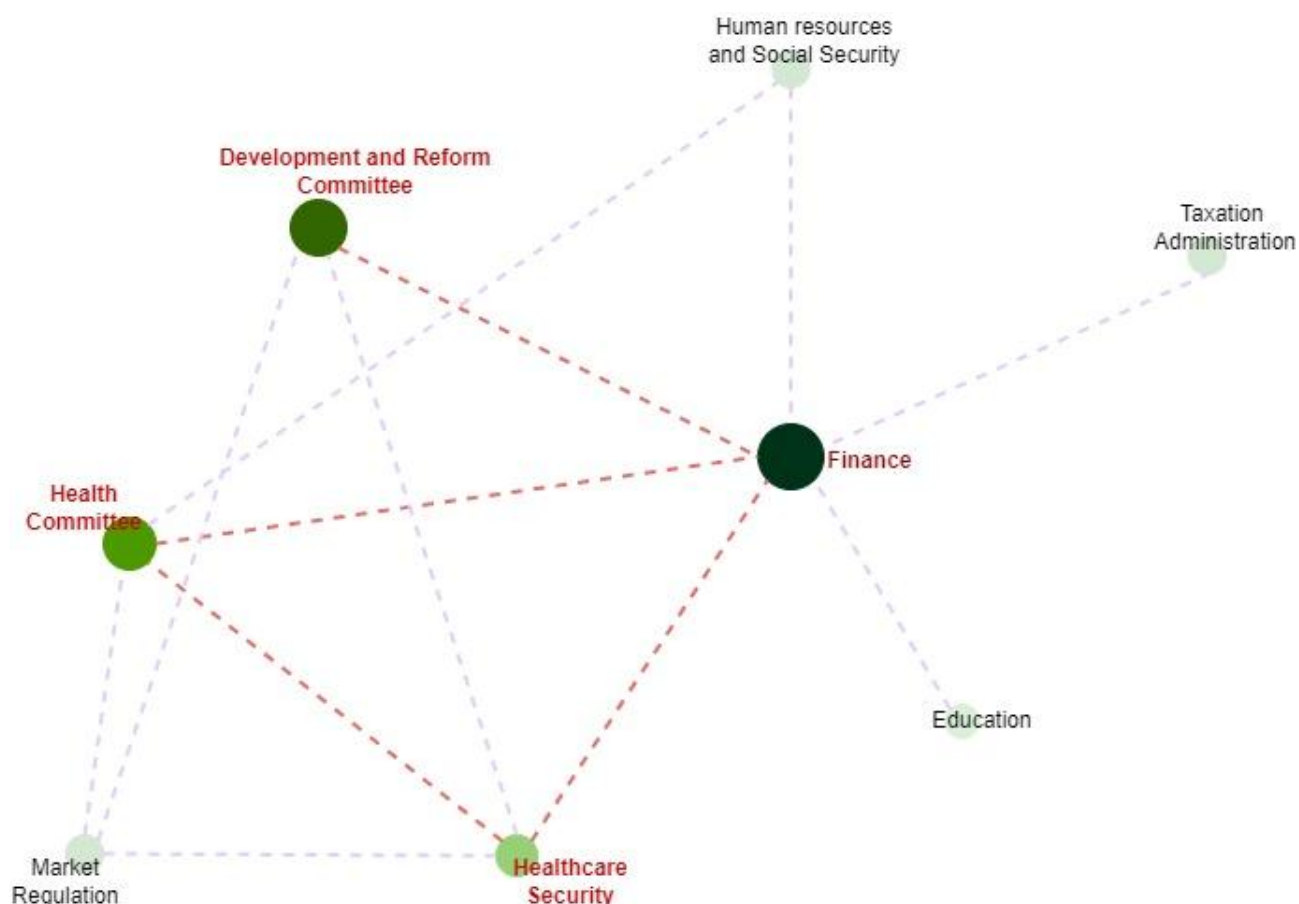 Human resources
and Social Security
Development and Reform
Committee
Taxation
Administration
Finance
Health
Committee
Education
Market
Regulation
Healthcare
Security